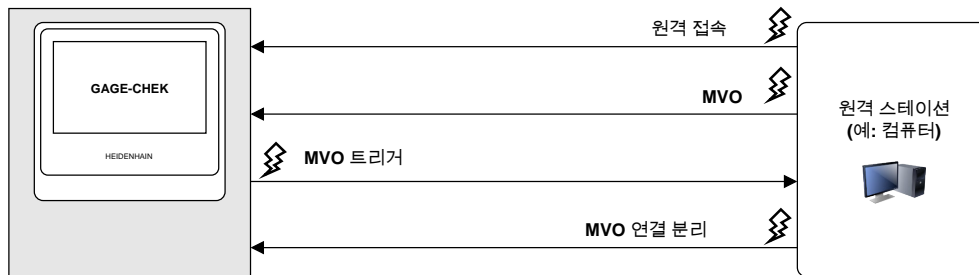 원격 접속
GAGE-CHEK
HEIDENHAIN
MVO
MVO 트리거
MVO 연결 분리
원격 스테이션
(예: 컴퓨터)